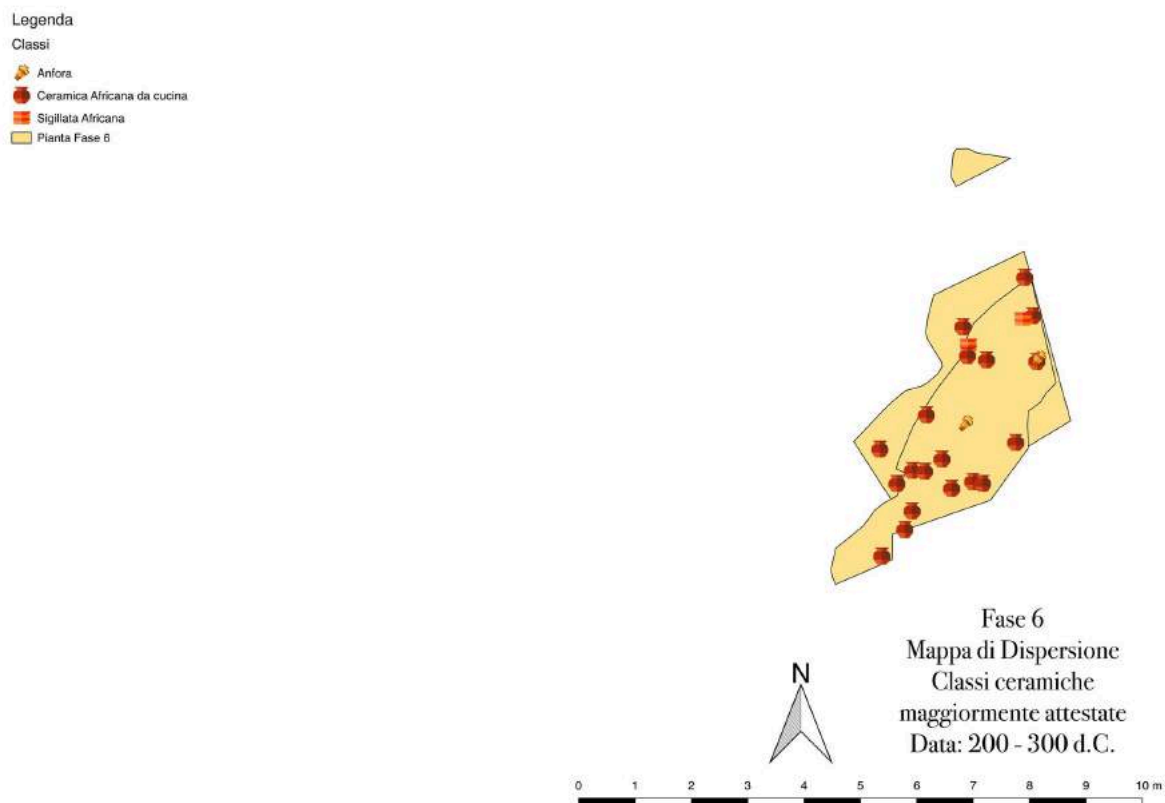 Legenda
Classi
Anfora
Ceramica Africana da cucina
Sigillata Africana
Pianta Fase 6
N
Fase 6
Mappa di Dispersione
Classi ceramiche
maggiormente attestate
Data: 200 - 300 d.C.
0 1 2 3 4 5 6 7 8 9 10 m